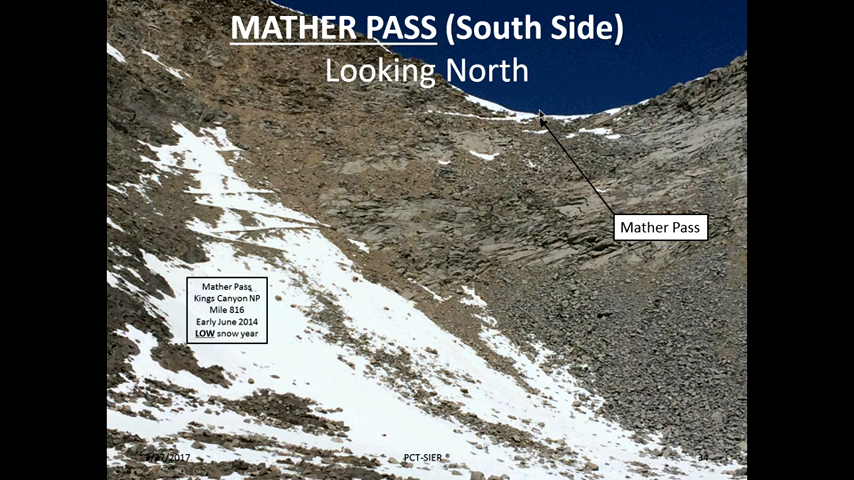 MATHER PASS (South Side)
Looking North
Mather Pass
Mather Pass
Kings Canyon NP
Mile 816
Early June 2014
LOW snow year
PCT-SIER
34